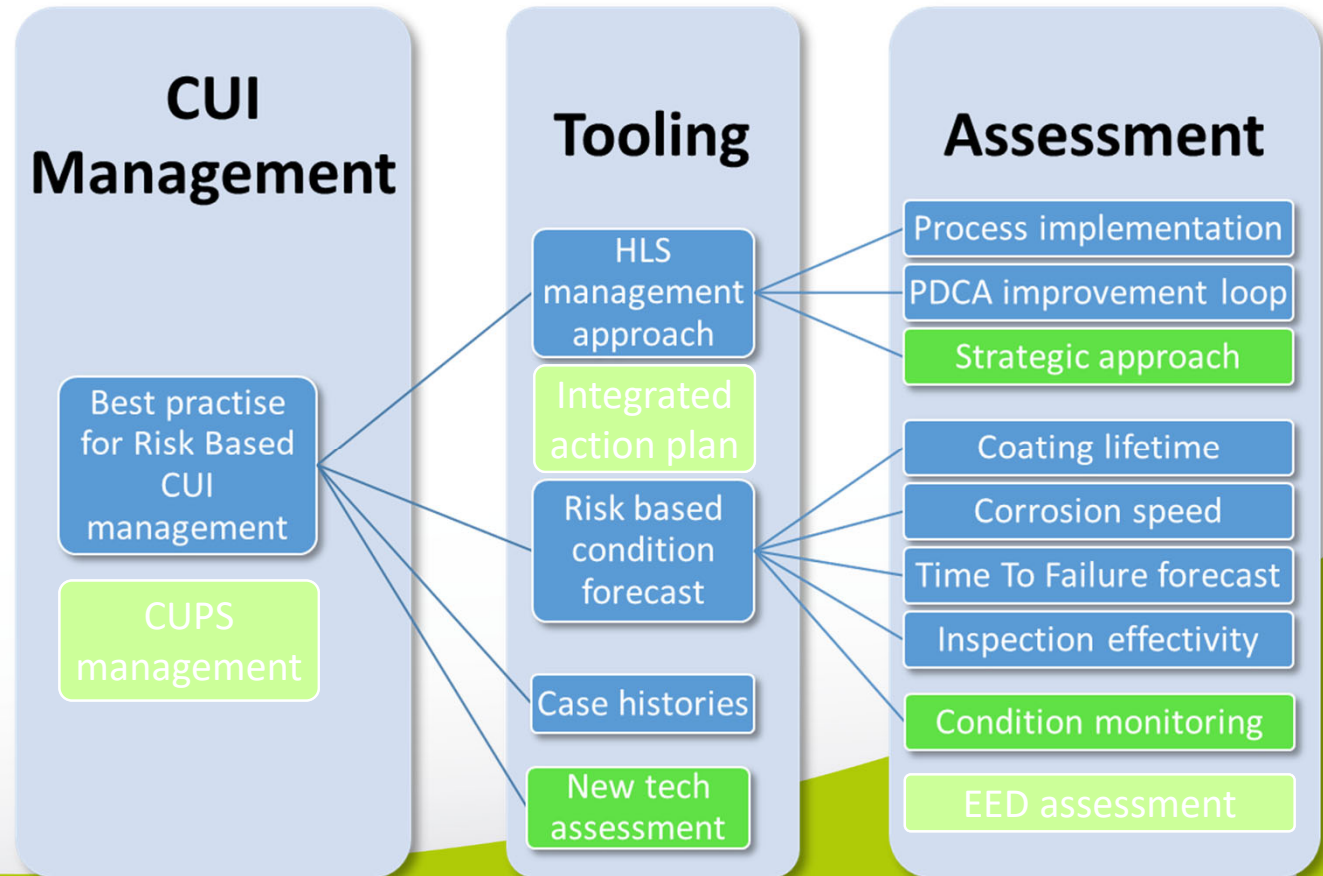 CUI
Management
Best practise
for Risk Based
CUI
management
CUPS
management
Tooling
HLS
management
approach
Integrated
action plan
Risk based
condition
forecast
Case histories
New tech
assessment
Assessment
Process implementation
PDCA improvement loop
Strategic approach
Coating lifetime
Corrosion speed
Time To Failure forecast
Inspection effectivity
Condition monitoring
EED assessment